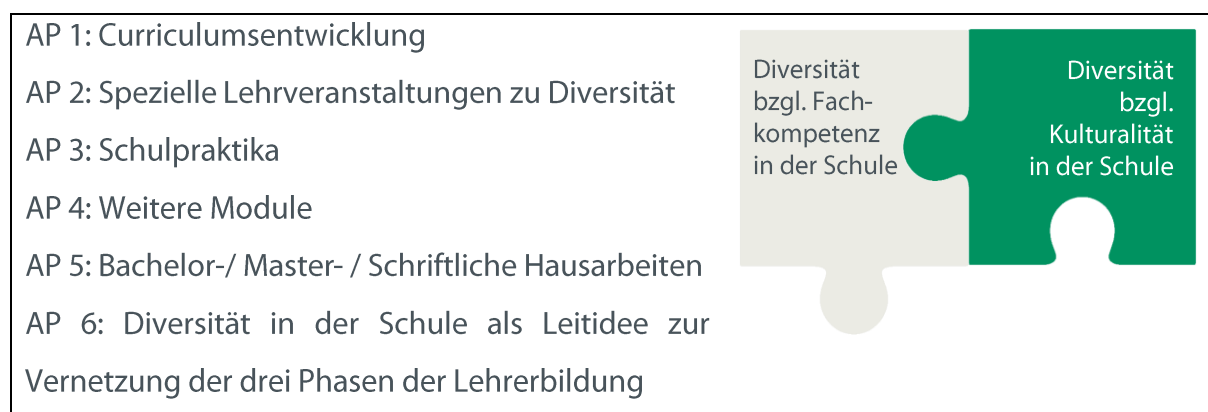 AP 1: Curriculumsentwicklung
AP 2: Spezielle Lehrveranstaltungen zu Diversität
AP 3: Schulpraktika
AP 4: Weitere Module
AP 5: Bachelor-/ Master- / Schriftliche Hausarbeiten
AP 6: Diversität in der Schule als Leitidee zur
Vernetzung der drei Phasen der Lehrerbildung
Diversität
bzgl. Fach-
kompetenz
in der Schule
Diversität
bzgl.
Kulturalität
in der Schule